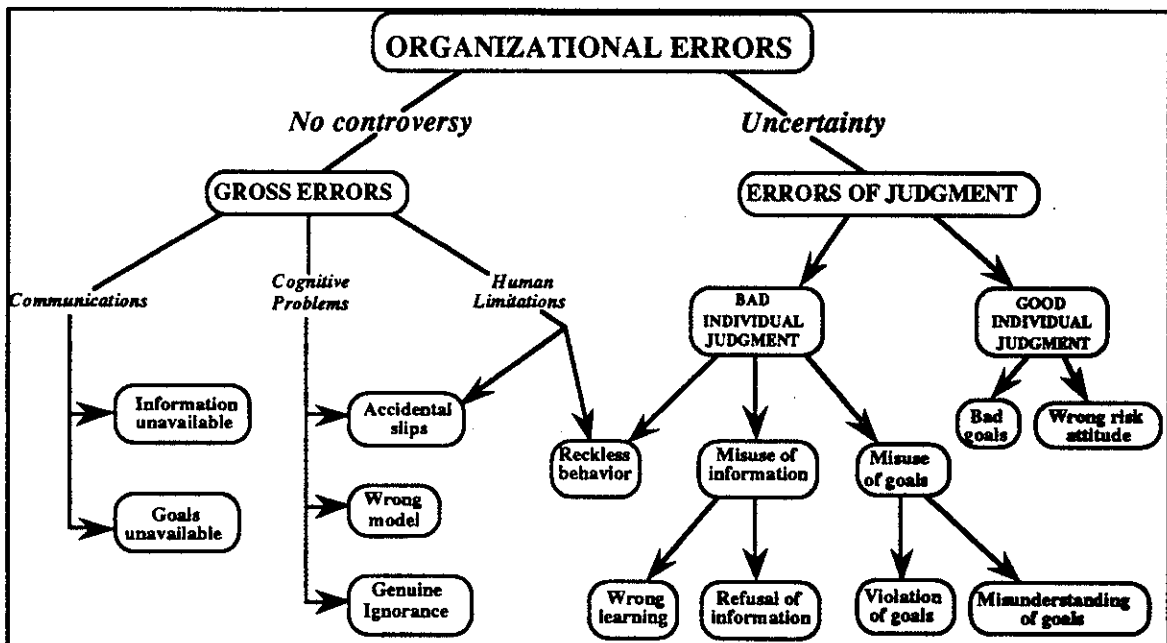 ORGANIZATIONAL ERRORS
No controversy
Uncertainty
GROSS ERRORS
ERRORS OF JUDGMENT
Communications
Cognitive
Problems
Human
Limitations
BAD
INDIVIDUAL
JUDGMENT
GOOD
INDIVIDUAL
JUDGMENT
Information
unavailable
Accidental
slips
Reckless
behavior
Misuse of
information
Misuse
of goals
Bad
goals
Wrong risk
attitude
Goals
unavailable
Wrong
model
Genuine
Ignorance
Wrong
learning
Refusal of
information
Violation
of goals
Misunderstanding
of goals